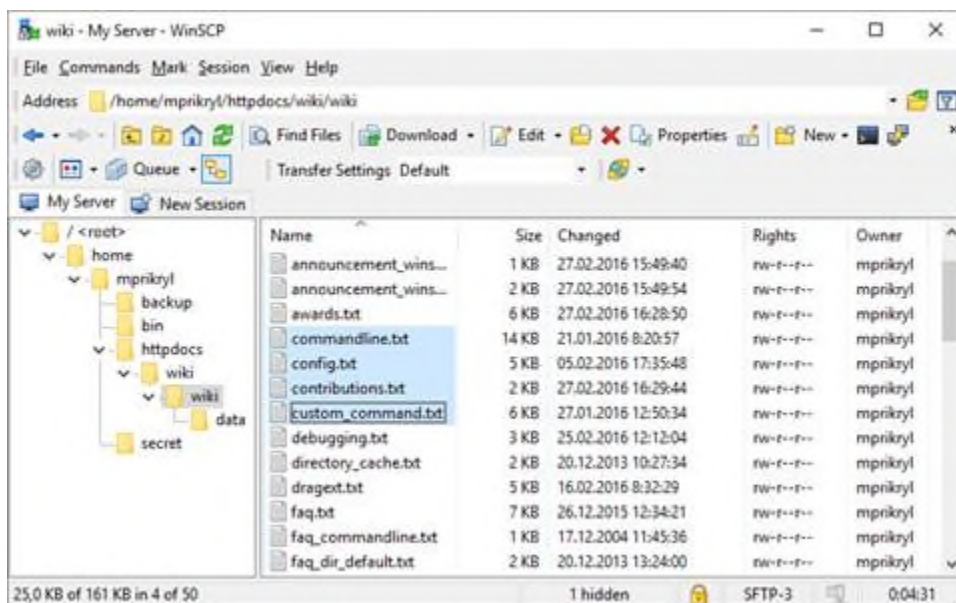 wiki - My Server - WinSCP
File Commands Mark Session View Help
Address /home/mprikryl/httpdocs/wiki/wiki
Find Files Download Edit Properties New
Queue Transfer Settings Default
My Server New Session
/ <root>
home
mprikryl
backup
bin
httpdocs
wiki
wiki
data
secret
Name Size Changed Rights Owner
announcement_wins... 1 KB 27.02.2016 15:49:40 rw-r--r-- mprikryl
announcement_wins... 2 KB 27.02.2016 15:49:54 rw-r--r-- mprikryl
awards.txt 6 KB 27.02.2016 16:28:50 rw-r--r-- mprikryl
commandline.txt 14 KB 21.01.2016 8:20:57 rw-r--r-- mprikryl
config.txt 5 KB 05.02.2016 17:35:48 rw-r--r-- mprikryl
contributions.txt 2 KB 27.02.2016 16:29:44 rw-r--r-- mprikryl
custom_command.txt 6 KB 27.01.2016 12:50:34 rw-r--r-- mprikryl
debugging.txt 3 KB 25.02.2016 12:12:04 rw-r--r-- mprikryl
directory_cache.txt 2 KB 20.12.2013 10:27:34 rw-r--r-- mprikryl
dragext.txt 5 KB 16.02.2016 8:32:29 rw-r--r-- mprikryl
faq.txt 7 KB 26.12.2015 12:34:21 rw-r--r-- mprikryl
faq_commandline.txt 1 KB 17.12.2004 11:45:36 rw-r--r-- mprikryl
faq_dir_default.txt 2 KB 20.12.2013 13:24:00 rw-r--r-- mprikryl
25,0 KB of 161 KB in 4 of 50 1 hidden SFTP-3 0:04:31